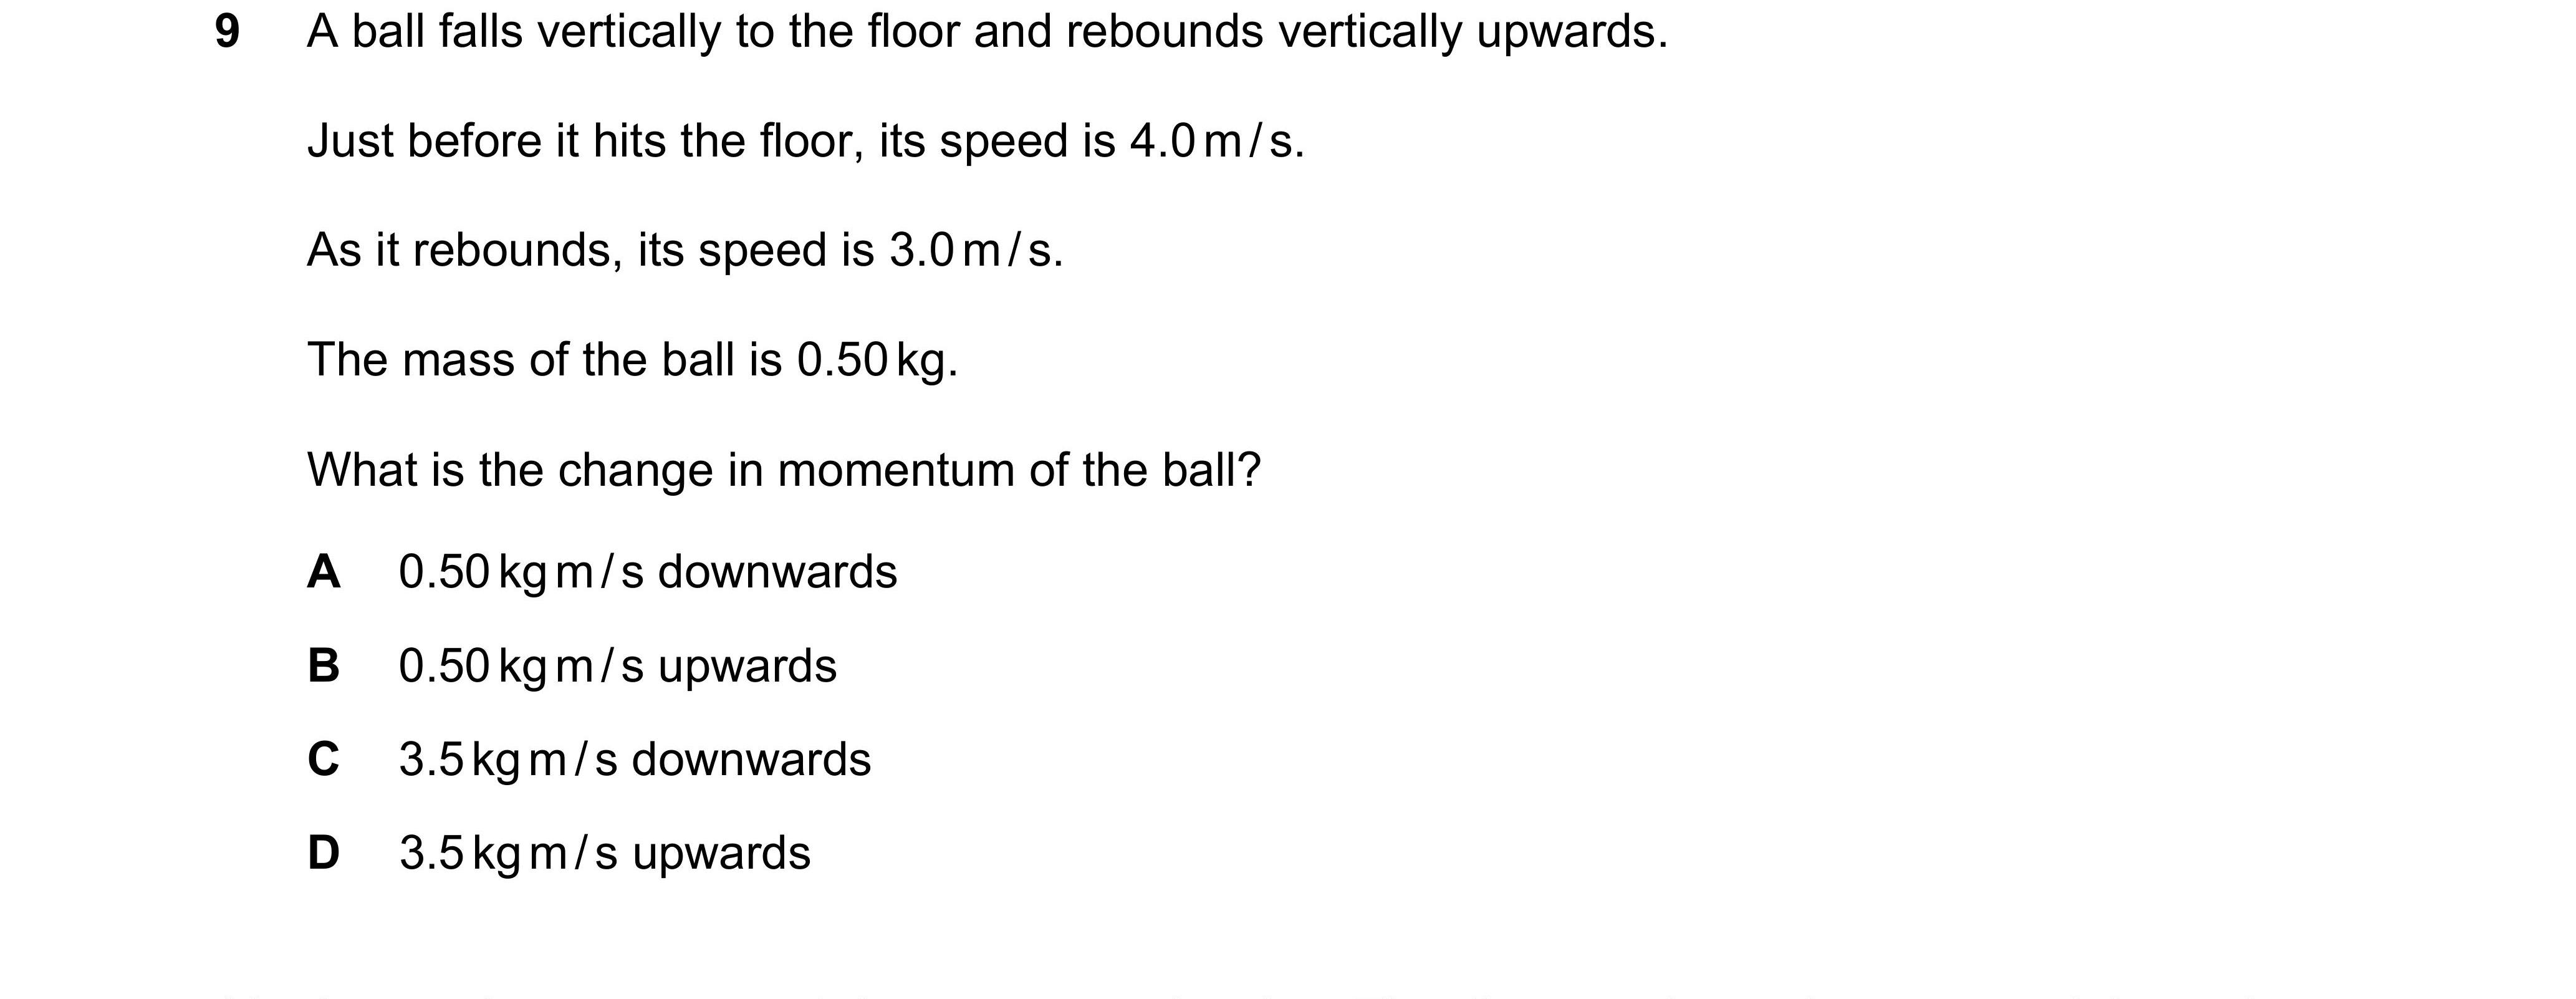 9 A ball falls vertically to the floor and rebounds vertically upwards.
Just before it hits the floor, its speed is 4.0 m / s.
As it rebounds, its speed is 3.0 m / s.
The mass of the ball is 0.50 kg.
What is the change in momentum of the ball?
A 0.50 kg m / s downwards
B 0.50 kg m / s upwards
C 3.5 kg m / s downwards
D 3.5 kg m / s upwards